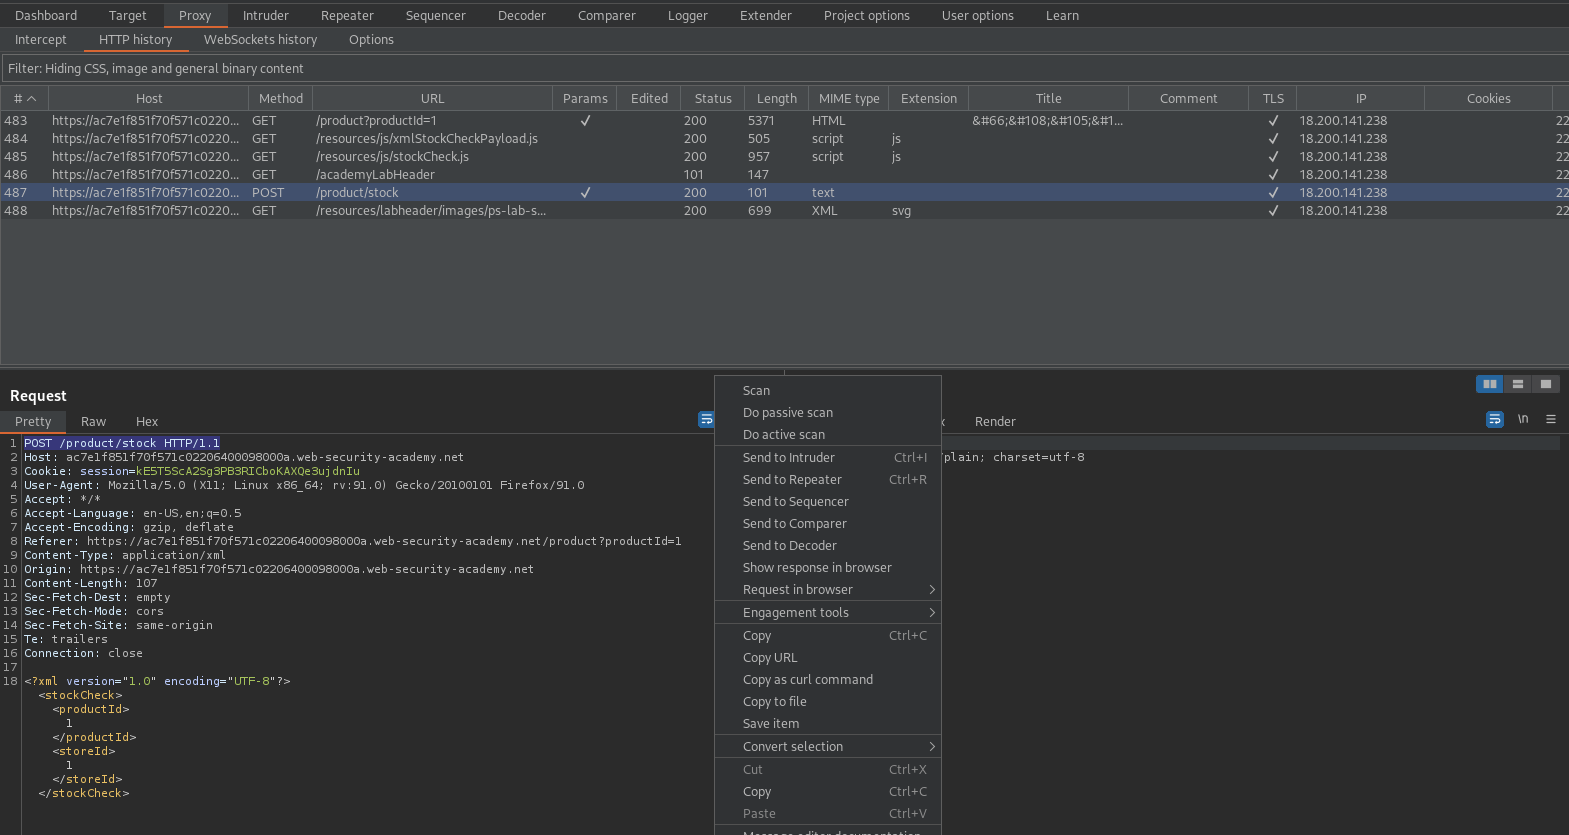 Dashboard Target Proxy Intruder Repeater Sequencer Decoder Comparer Logger Extender Project options User options Learn
Intercept HTTP history WebSockets history Options
Filter: Hiding CSS, image and general binary content
# Host Method URL Params Edited Status Length MIME type Extension Title Comment TLS IP Cookies
483 https://ac7e1f851f70f571c0220... GET /product?productId=1 ✓ 200 5371 HTML &#66;&#108;&#105;&#1... ✓ 18.200.141.238 22
484 https://ac7e1f851f70f571c0220... GET /resources/js/xmlStockCheckPayload.js 200 505 script js ✓ 18.200.141.238 22
485 https://ac7e1f851f70f571c0220... GET /resources/js/stockCheck.js 200 957 script js ✓ 18.200.141.238 22
486 https://ac7e1f851f70f571c0220... GET /academyLabHeader 101 147 ✓ 18.200.141.238 22
487 https://ac7e1f851f70f571c0220... POST /product/stock ✓ 200 101 text ✓ 18.200.141.238 22
488 https://ac7e1f851f70f571c0220... GET /resources/labheader/images/ps-lab-s... 200 699 XML svg ✓ 18.200.141.238 22
Request
Pretty Raw Hex
1 POST /product/stock HTTP/1.1
2 Host: ac7e1f851f70f571c02206400098000a.web-security-academy.net
3 Cookie: session=kE5T5ScA2Sg3PB3RICboKAXQe3ujdnIu
4 User-Agent: Mozilla/5.0 (X11; Linux x86_64; rv:91.0) Gecko/20100101 Firefox/91.0
5 Accept: */*
6 Accept-Language: en-US,en;q=0.5
7 Accept-Encoding: gzip, deflate
8 Referer: https://ac7e1f851f70f571c02206400098000a.web-security-academy.net/product?productId=1
9 Content-Type: application/xml
10 Origin: https://ac7e1f851f70f571c02206400098000a.web-security-academy.net
11 Content-Length: 107
12 Sec-Fetch-Dest: empty
13 Sec-Fetch-Mode: cors
14 Sec-Fetch-Site: same-origin
15 Te: trailers
16 Connection: close
17
18 <?xml version="1.0" encoding="UTF-8"?>
<stockCheck>
<productId>
1
</productId>
<storeId>
1
</storeId>
</stockCheck>
Scan
Do passive scan
Do active scan
Send to Intruder Ctrl+I
Send to Repeater Ctrl+R
Send to Sequencer
Send to Comparer
Send to Decoder
Show response in browser
Request in browser
Engagement tools
Copy Ctrl+C
Copy URL
Copy as curl command
Copy to file
Save item
Convert selection
Cut Ctrl+X
Copy Ctrl+C
Paste Ctrl+V
Message editor documentation
x Render
\n
/plain; charset=utf-8